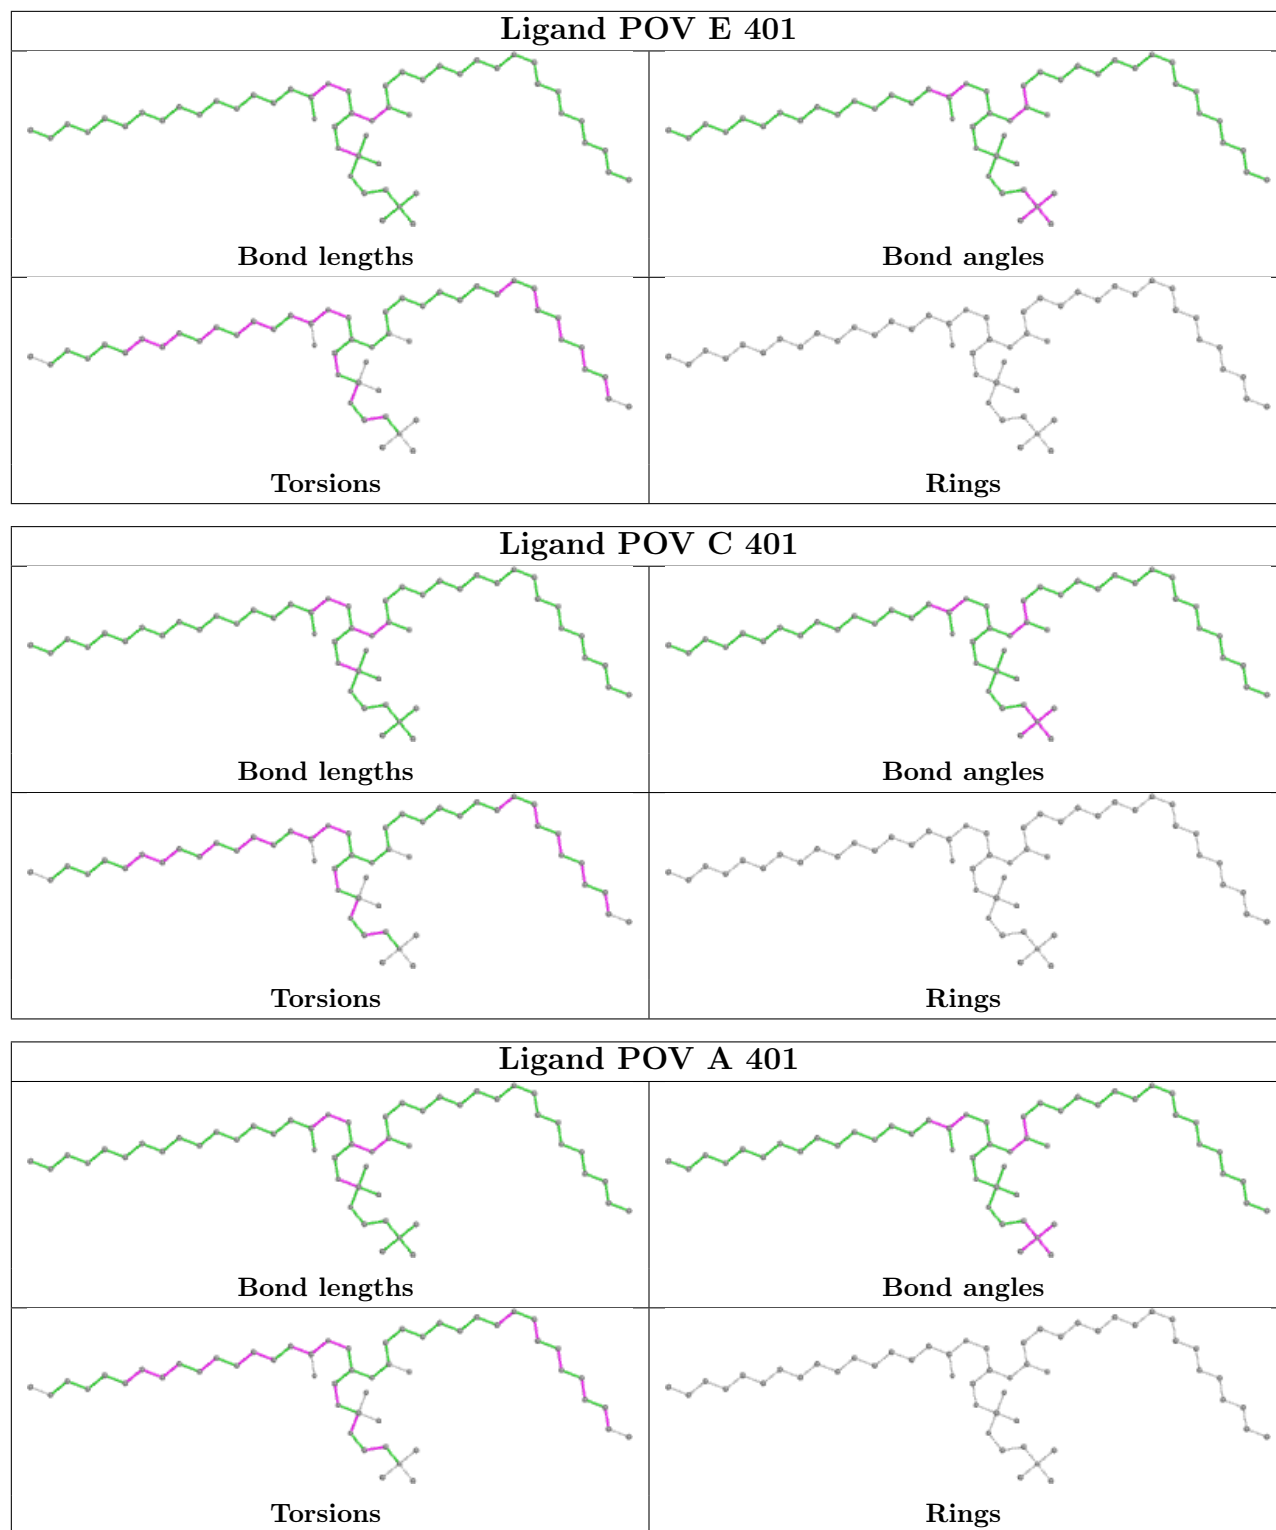 Ligand POV E 401
Bond lengths
Bond angles
Torsions
Rings
Ligand POV C 401
Bond lengths
Bond angles
Torsions
Rings
Ligand POV A 401
Bond lengths
Bond angles
Torsions
Rings